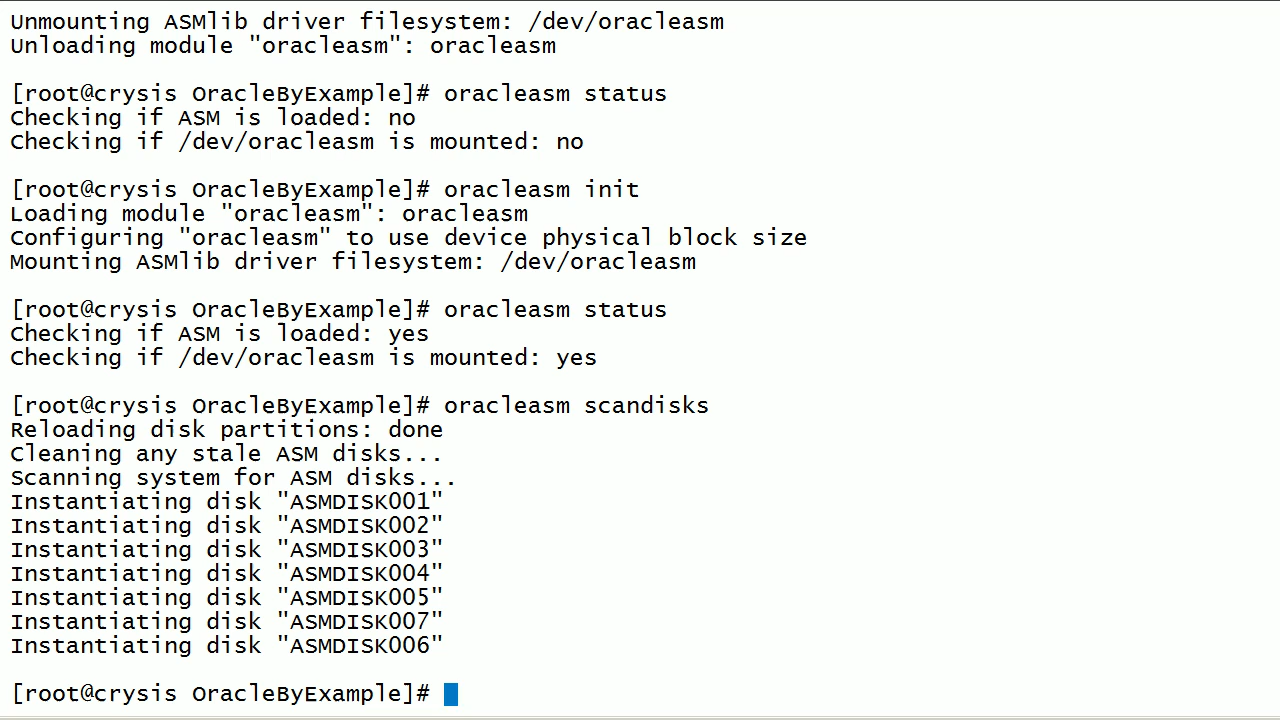 Unmounting ASMlib driver filesystem: /dev/oracleasm
Unloading module "oracleasm": oracleasm
[root@crysis OracleByExample]# oracleasm status
Checking if ASM is loaded: no
Checking if /dev/oracleasm is mounted: no
[root@crysis OracleByExample]# oracleasm init
Loading module "oracleasm": oracleasm
Configuring "oracleasm" to use device physical block size
Mounting ASMlib driver filesystem: /dev/oracleasm
[root@crysis OracleByExample]# oracleasm status
Checking if ASM is loaded: yes
Checking if /dev/oracleasm is mounted: yes
[root@crysis OracleByExample]# oracleasm scandisks
Reloading disk partitions: done
Cleaning any stale ASM disks...
Scanning system for ASM disks...
Instantiating disk "ASMDISK001"
Instantiating disk "ASMDISK002"
Instantiating disk "ASMDISK003"
Instantiating disk "ASMDISK004"
Instantiating disk "ASMDISK005"
Instantiating disk "ASMDISK007"
Instantiating disk "ASMDISK006"
[root@crysis OracleByExample]#